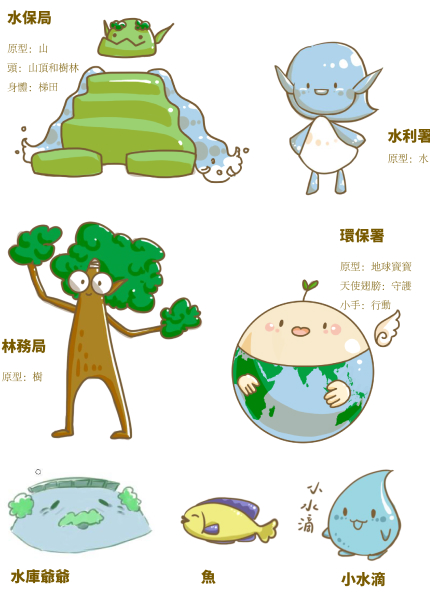 水保局
原型：山
頭：山頂和樹林
身體：梯田
水利署
原型：水
環保署
原型：地球寶寶
天使翅膀：守護
小手：行動
林務局
原型：樹
小水滴
水庫爺爺
魚
小水滴